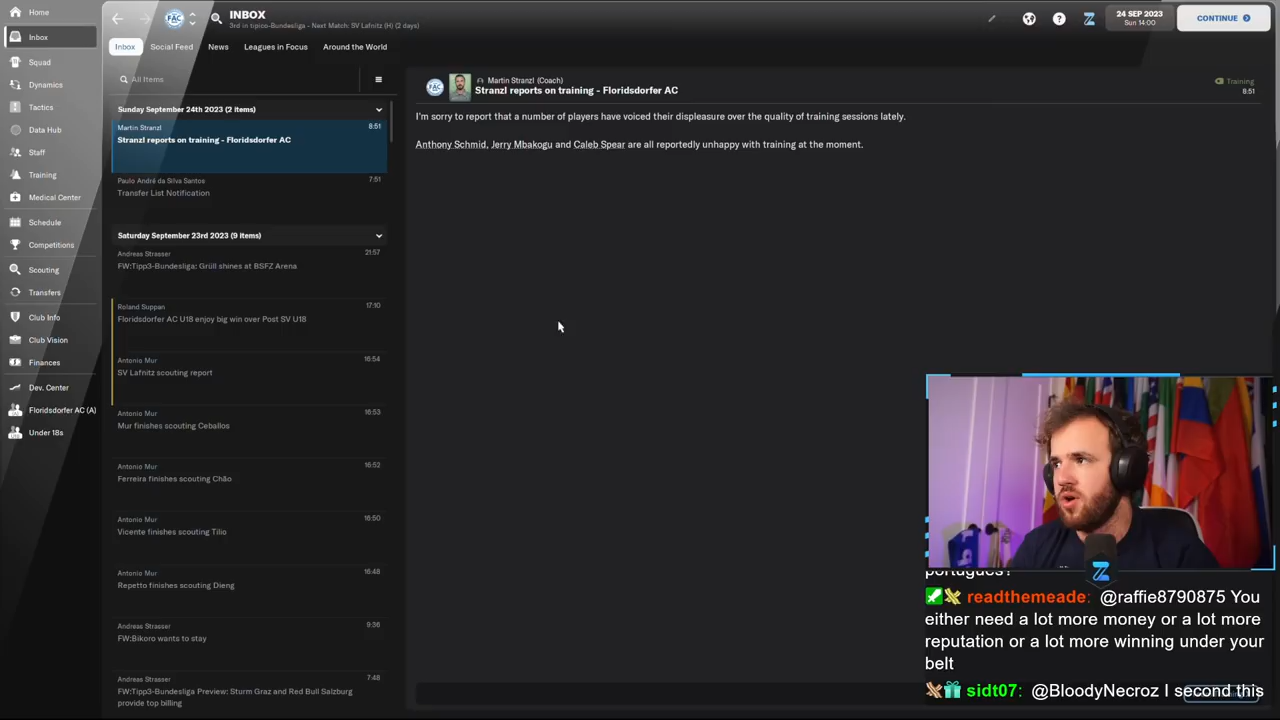 Home
Inbox
Squad
Dynamics
Tactics
Data Hub
Staff
Training
Medical Center
Schedule
Competitions
Scouting
Transfers
Club Info
Club Vision
Finances
Dev. Center
Floridsdorfer AC (A)
Under 18s
FAC
INBOX
3rd in tipico-Bundesliga - Next Match: SV Lafnitz (H) (2 days)
24 SEP 2023
Sun 14:00
CONTINUE
Inbox
Social Feed
News
Leagues in Focus
Around the World
All Items
Sunday September 24th 2023 (2 items)
Martin Stranzl
8:51
Stranzl reports on training - Floridsdorfer AC
Paulo André da Silva Santos
7:51
Transfer List Notification
Saturday September 23rd 2023 (9 items)
Andreas Strasser
21:57
FW:Tipp3-Bundesliga: Grüll shines at BSFZ Arena
Roland Suppan
17:10
Floridsdorfer AC U18 enjoy big win over Post SV U18
Antonio Mur
16:54
SV Lafnitz scouting report
Antonio Mur
16:53
Mur finishes scouting Ceballos
Antonio Mur
16:52
Ferreira finishes scouting Chão
Antonio Mur
16:50
Vicente finishes scouting Tilio
Antonio Mur
16:48
Repetto finishes scouting Dieng
Andreas Strasser
9:36
FW:Bikoro wants to stay
Andreas Strasser
7:48
FW:Tipp3-Bundesliga Preview: Sturm Graz and Red Bull Salzburg
provide top billing
FAC
Martin Stranzl (Coach)
Stranzl reports on training - Floridsdorfer AC
Training
8:51
I'm sorry to report that a number of players have voiced their displeasure over the quality of training sessions lately.
Anthony Schmid, Jerry Mbakogu and Caleb Spear are all reportedly unhappy with training at the moment.
português?
readthemeade: @raffie8790875 You
either need a lot more money or a lot more
reputation or a lot more winning under your
belt
sidt07: @BloodyNecroz I second this